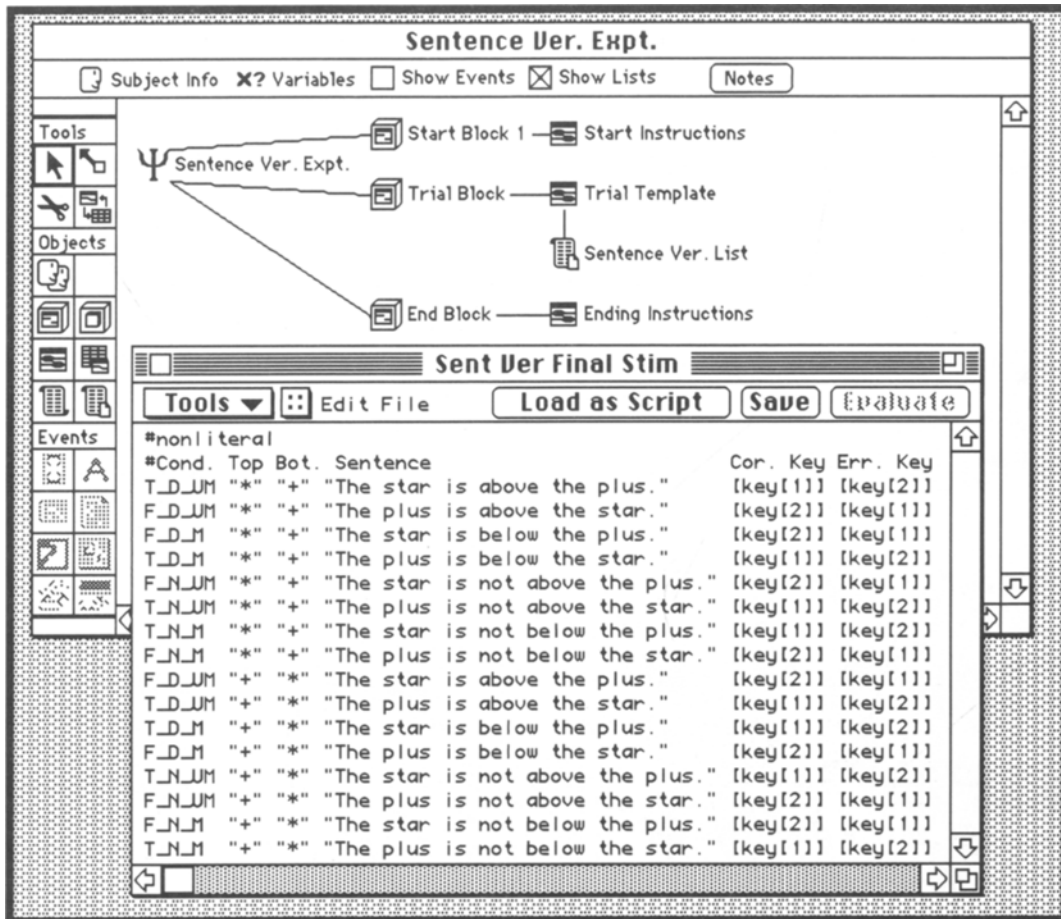 Sentence Ver. Expt.
Subject Info X? Variables Show Events Show Lists Notes
Tools
Start Block 1 Start Instructions
Ψ Sentence Ver. Expt.
Trial Block Trial Template
Objects
Sentence Ver. List
End Block Ending Instructions
Sent Ver Final Stim
Tools Edit File Load as Script Save Evaluate
Events
#nonliteral
#Cond. Top Bot. Sentence Cor. Key Err. Key
T_D_UM "*" "+" "The star is above the plus." [key[1]] [key[2]]
F_D_UM "*" "+" "The plus is above the star." [key[2]] [key[1]]
F_D_M "*" "+" "The star is below the plus." [key[2]] [key[1]]
T_D_M "*" "+" "The plus is below the star." [key[1]] [key[2]]
F_N_UM "*" "+" "The star is not above the plus." [key[2]] [key[1]]
T_N_UM "*" "+" "The plus is not above the star." [key[1]] [key[2]]
T_N_M "*" "+" "The star is not below the plus." [key[1]] [key[2]]
F_N_M "*" "+" "The plus is not below the star." [key[2]] [key[1]]
F_D_UM "+" "*" "The star is above the plus." [key[2]] [key[1]]
T_D_UM "+" "*" "The plus is above the star." [key[1]] [key[2]]
T_D_M "+" "*" "The star is below the plus." [key[1]] [key[2]]
F_D_M "+" "*" "The plus is below the star." [key[2]] [key[1]]
T_N_UM "+" "*" "The star is not above the plus." [key[1]] [key[2]]
F_N_UM "+" "*" "The plus is not above the star." [key[2]] [key[1]]
F_N_M "+" "*" "The star is not below the plus." [key[2]] [key[1]]
T_N_M "+" "*" "The plus is not below the star." [key[1]] [key[2]]